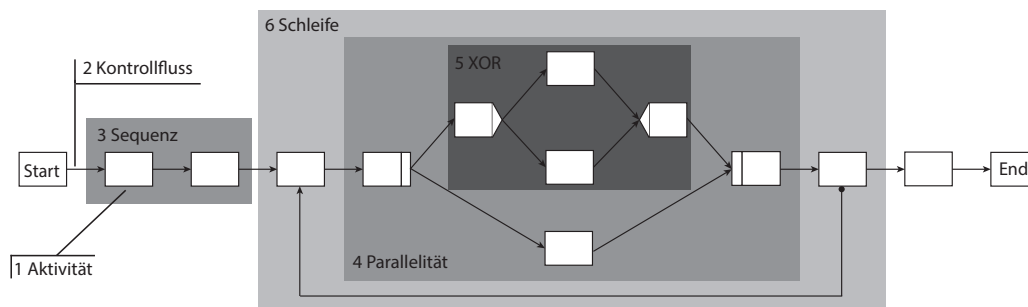 6 Schleife
5 XOR
2 Kontrollfluss
3 Sequenz
Start
End
4 Parallelität
1 Aktivität